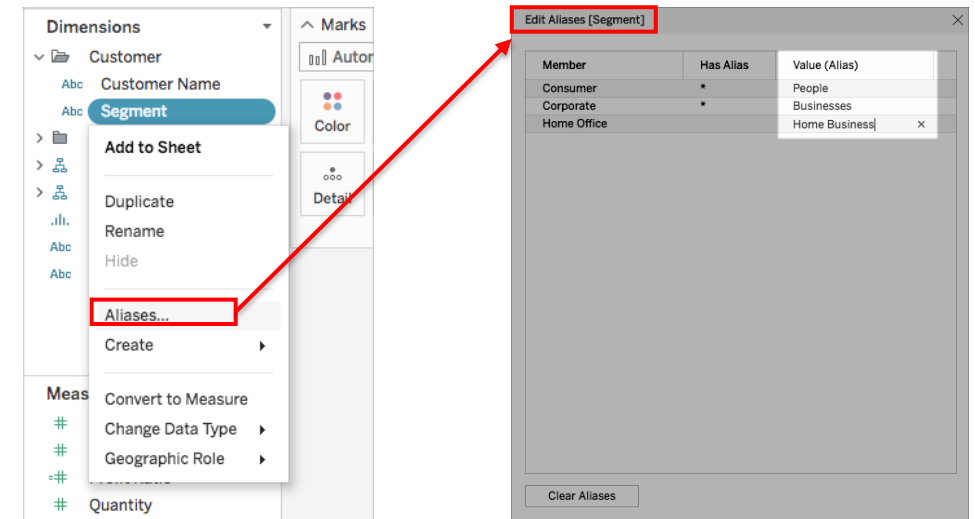 Dimensions
Customer
Abc Customer Name
Abc Segment
Abc
Abc
Add to Sheet
Duplicate
Rename
Hide
Aliases...
Create
Convert to Measure
Change Data Type
Geographic Role
Meas
Quantity
Marks
Autor
Color
Detail
Edit Aliases [Segment]
Member Has Alias Value (Alias)
Consumer * People
Corporate * Businesses
Home Office Home Business
Clear Aliases